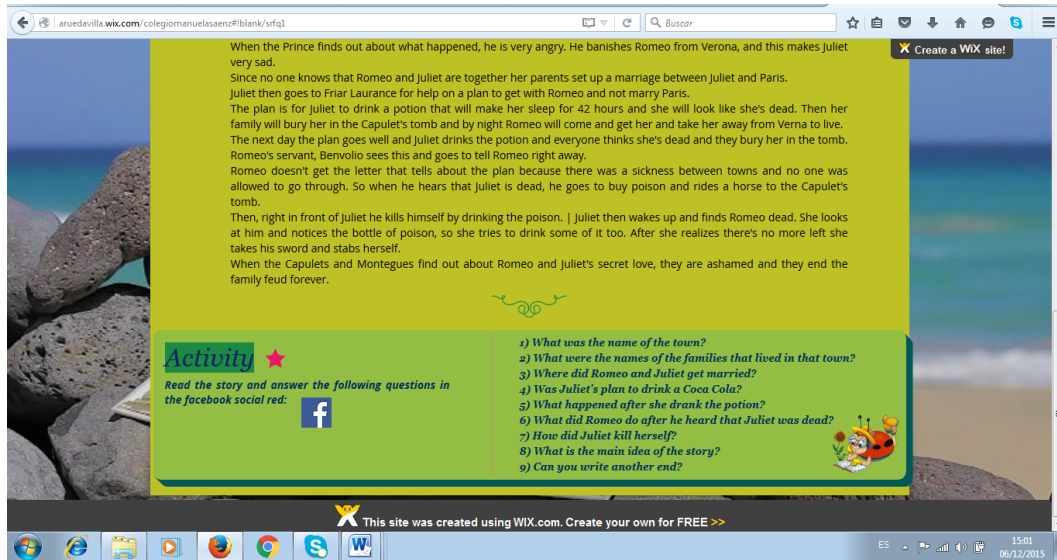 aruedavilla.wix.com/colegiomanuelasaenz#!blank/srfq1
Buscar
Create a WiX site!
When the Prince finds out about what happened, he is very angry. He banishes Romeo from Verona, and this makes Juliet
very sad.
Since no one knows that Romeo and Juliet are together her parents set up a marriage between Juliet and Paris.
Juliet then goes to Friar Laurance for help on a plan to get with Romeo and not marry Paris.
The plan is for Juliet to drink a potion that will make her sleep for 42 hours and she will look like she's dead. Then her
family will bury her in the Capulet's tomb and by night Romeo will come and get her and take her away from Verna to live.
The next day the plan goes well and Juliet drinks the potion and everyone thinks she's dead and they bury her in the tomb.
Romeo's servant, Benvolio sees this and goes to tell Romeo right away.
Romeo doesn't get the letter that tells about the plan because there was a sickness between towns and no one was
allowed to go through. So when he hears that Juliet is dead, he goes to buy poison and rides a horse to the Capulet's
tomb.
Then, right in front of Juliet he kills himself by drinking the poison. | Juliet then wakes up and finds Romeo dead. She looks
at him and notices the bottle of poison, so she tries to drink some of it too. After she realizes there's no more left she
takes his sword and stabs herself.
When the Capulets and Montegues find out about Romeo and Juliet's secret love, they are ashamed and they end the
family feud forever.
Activity
Read the story and answer the following questions in
the facebook social red:
f
1) What was the name of the town?
2) What were the names of the families that lived in that town?
3) Where did Romeo and Juliet get married?
4) Was Juliet's plan to drink a Coca Cola?
5) What happened after she drank the potion?
6) What did Romeo do after he heard that Juliet was dead?
7) How did Juliet kill herself?
8) What is the main idea of the story?
9) Can you write another end?
This site was created using WIX.com. Create your own for FREE >>
ES
15:01
06/12/2015